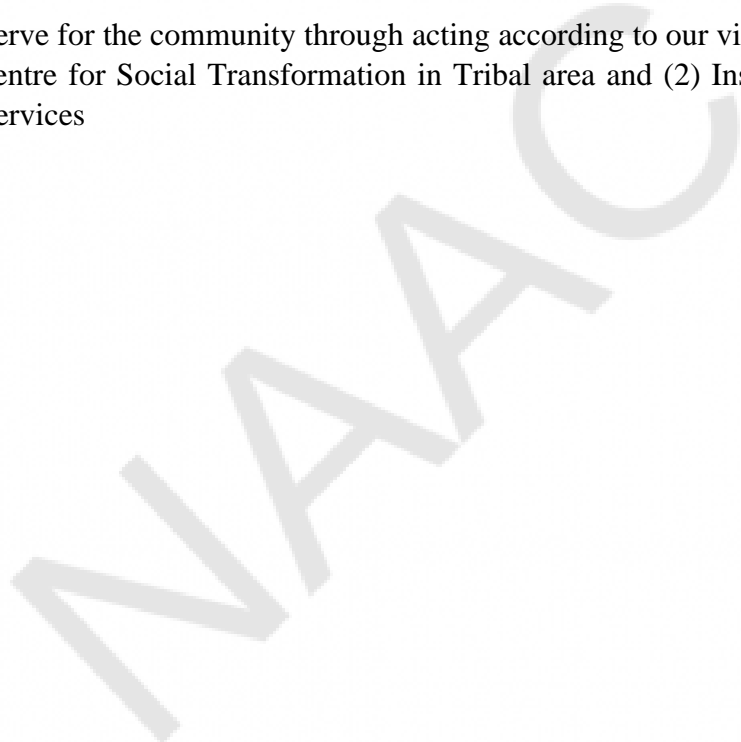 erve for the community through acting according to our vi
entre for Social Transformation in Tribal area and (2) Ins
ervices
NAAC